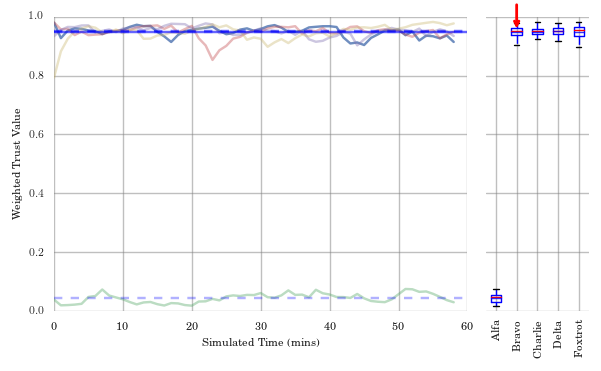 1.0
0.8
0.6
0.4
0.2
0.0
Weighted Trust Value
0 10 20 30 40 50 60
Simulated Time (mins)
Alfa
Bravo
Charlie
Delta
Foxtrot